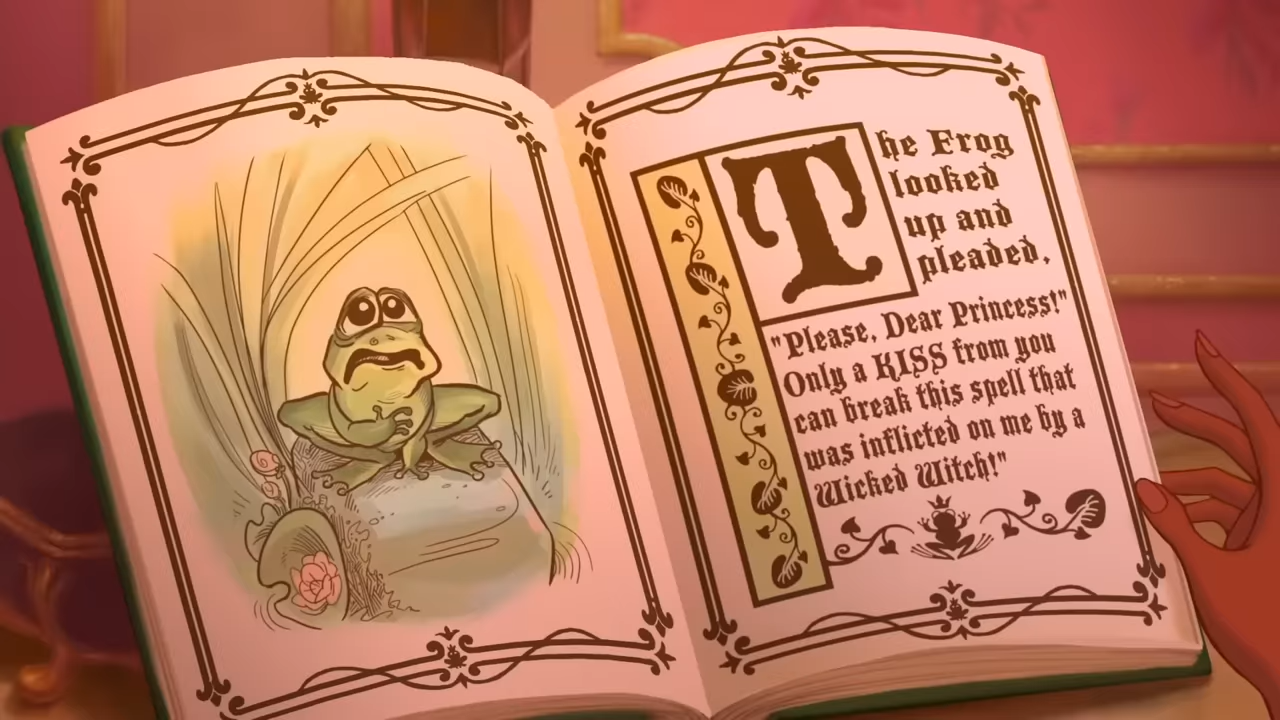 The Frog
looked
up and
pleaded,
"Please, Dear Princess!"
Only a KISS from you
can break this spell that
was inflicted on me by a
Wicked Witch!"